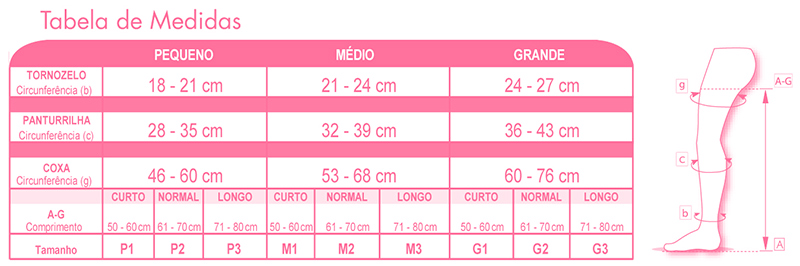 Tabela de Medidas
PEQUENO MÉDIO GRANDE
TORNOZELO
Circunferência (b) 18 - 21 cm 21 - 24 cm 24 - 27 cm
PANTURRILHA
Circunferência (c) 28 - 35 cm 32 - 39 cm 36 - 43 cm
COXA
Circunferência (g) 46 - 60 cm 53 - 68 cm 60 - 76 cm
CURTO NORMAL LONGO CURTO NORMAL LONGO CURTO NORMAL LONGO
A-G
Comprimento 50 - 60 cm 61 - 70 cm 71 - 80 cm 50 - 60 cm 61 - 70 cm 71 - 80 cm 50 - 60 cm 61 - 70 cm 71 - 80 cm
Tamanho P1 P2 P3 M1 M2 M3 G1 G2 G3
A-G
g
c
b
A